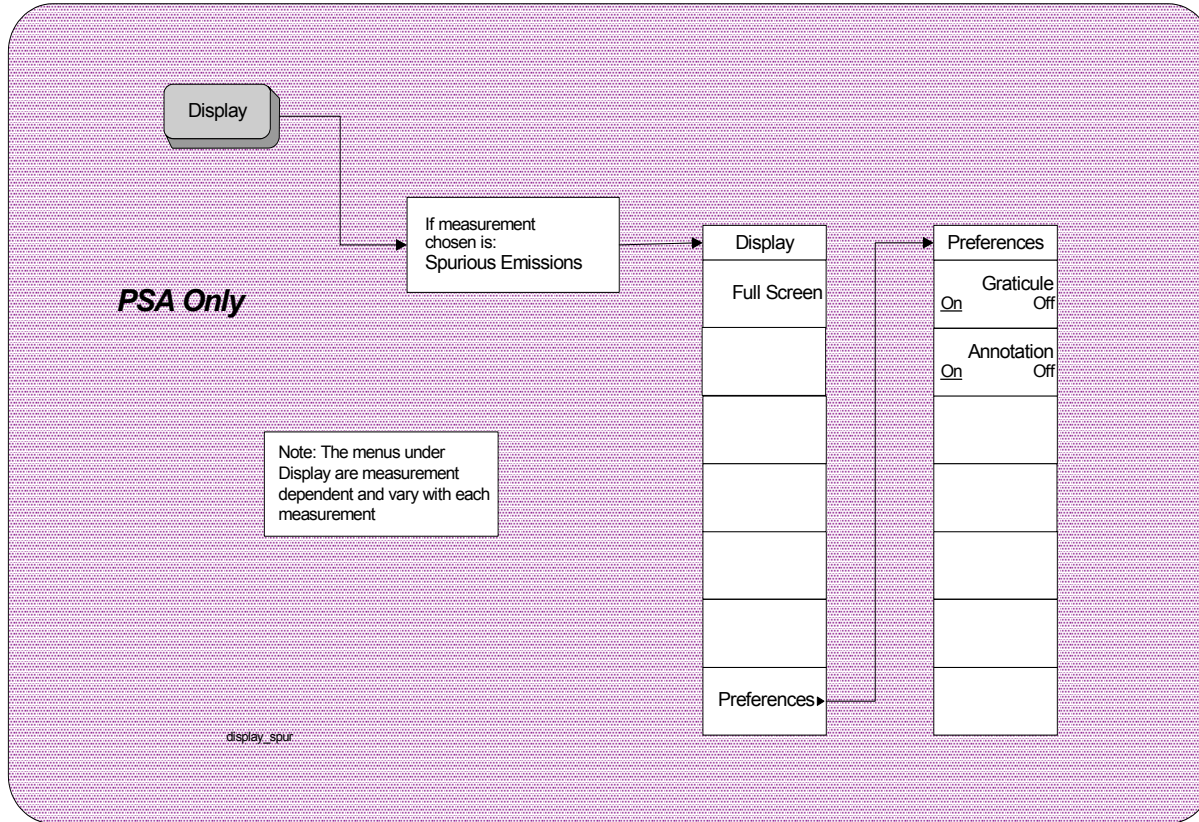 Display
If measurement
chosen is:
Spurious Emissions
PSA Only
Note: The menus under
Display are measurement
dependent and vary with each
measurement
Display
Full Screen
Preferences
Preferences
Graticule
On Off
Annotation
On Off
display_spur